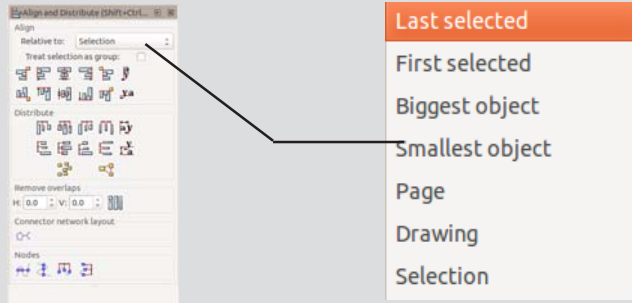 Align and Distribute (Shift+Ctrl...
Align
Relative to: Selection
Treat selection as group:
Distribute
Remove overlaps
H: 0.0 V: 0.0
Connector network layout
Nodes
Last selected
First selected
Biggest object
Smallest object
Page
Drawing
Selection